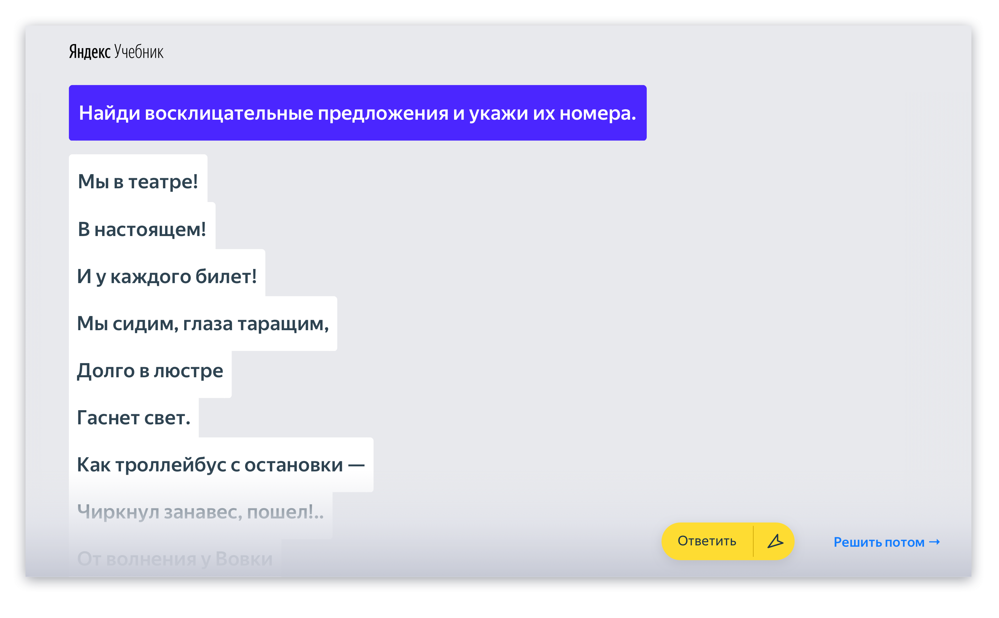 Яндекс Учебник
Найди восклицательные предложения и укажи их номера.
Мы в театре!
В настоящем!
И у каждого билет!
Мы сидим, глаза таращим,
Долго в люстре
Гаснет свет.
Как троллейбус с остановки —
Чиркнул занавес, пошел!..
От волнения у Вовки
Ответить
Решить потом →